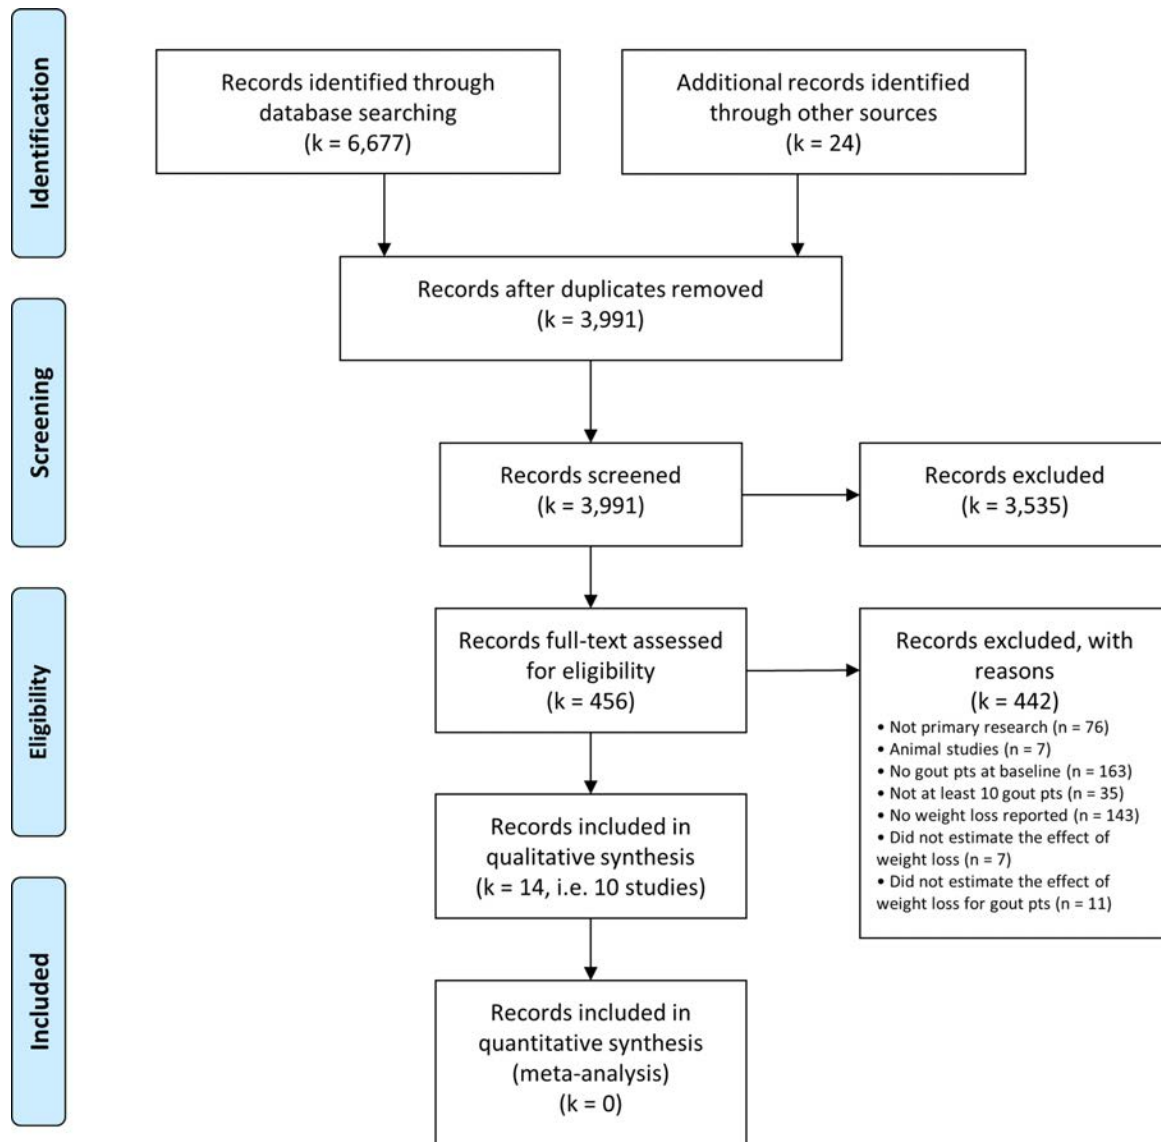 Identification
Records identified through
database searching
(k = 6,677)
Additional records identified
through other sources
(k = 24)
Records after duplicates removed
(k = 3,991)
Screening
Records screened
(k = 3,991)
Records excluded
(k = 3,535)
Eligibility
Records full-text assessed
for eligibility
(k = 456)
Records excluded, with
reasons
(k = 442)
• Not primary research (n = 76)
• Animal studies (n = 7)
• No gout pts at baseline (n = 163)
• Not at least 10 gout pts (n = 35)
• No weight loss reported (n = 143)
• Did not estimate the effect of
weight loss (n = 7)
• Did not estimate the effect of
weight loss for gout pts (n = 11)
Records included in
qualitative synthesis
(k = 14, i.e. 10 studies)
Included
Records included in
quantitative synthesis
(meta-analysis)
(k = 0)